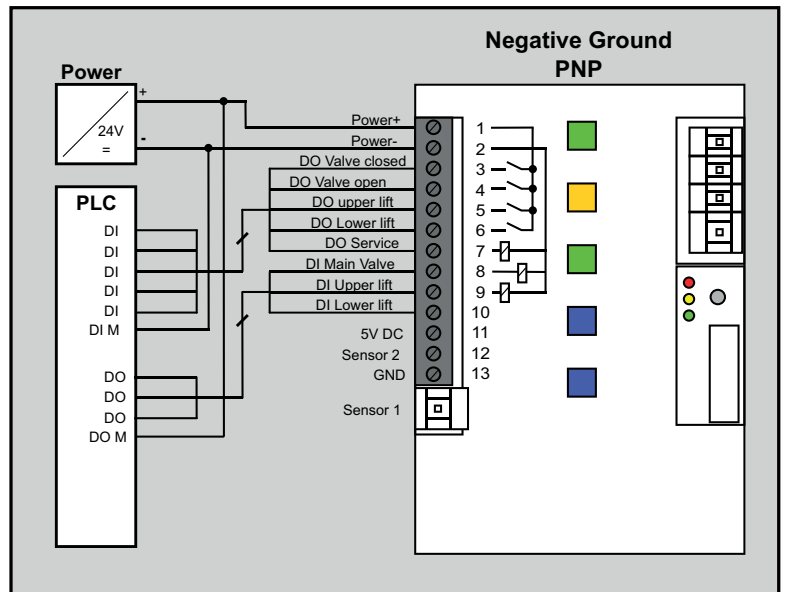 Negative Ground
PNP
Power
+
24V
=
-
PLC
DI
DI
DI
DI
DI
DI M
DO
DO
DO
DO M
Power+
Power-
DO Valve closed
DO Valve open
DO upper lift
DO Lower lift
DO Service
DI Main Valve
DI Upper lift
DI Lower lift
5V DC
Sensor 2
GND
Sensor 1
1
2
3
4
5
6
7
8
9
10
11
12
13